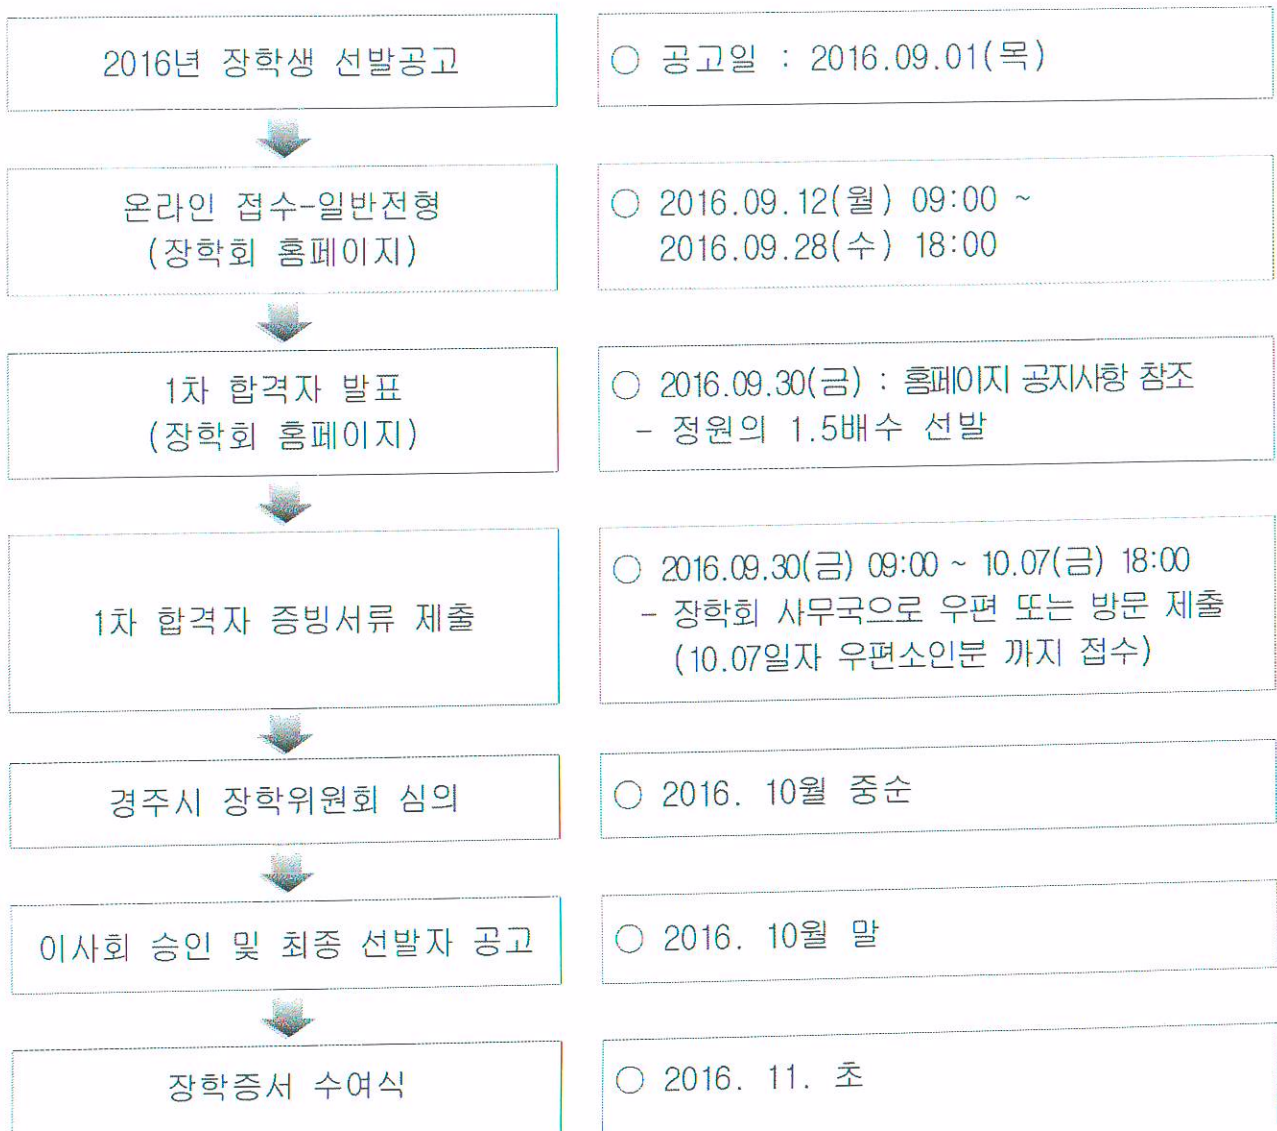 2016년 장학생 선발공고
○ 공고일 : 2016.09.01(목)
온라인 접수-일반전형
(장학회 홈페이지)
○ 2016.09.12(월) 09:00 ~
2016.09.28(수) 18:00
1차 합격자 발표
(장학회 홈페이지)
○ 2016.09.30(금) : 홈페이지 공지사항 참조
- 정원의 1.5배수 선발
1차 합격자 증빙서류 제출
○ 2016.09.30(금) 09:00 ~ 10.07(금) 18:00
- 장학회 사무국으로 우편 또는 방문 제출
(10.07일자 우편소인분 까지 접수)
경주시 장학위원회 심의
○ 2016. 10월 중순
이사회 승인 및 최종 선발자 공고
○ 2016. 10월 말
장학증서 수여식
○ 2016. 11. 초